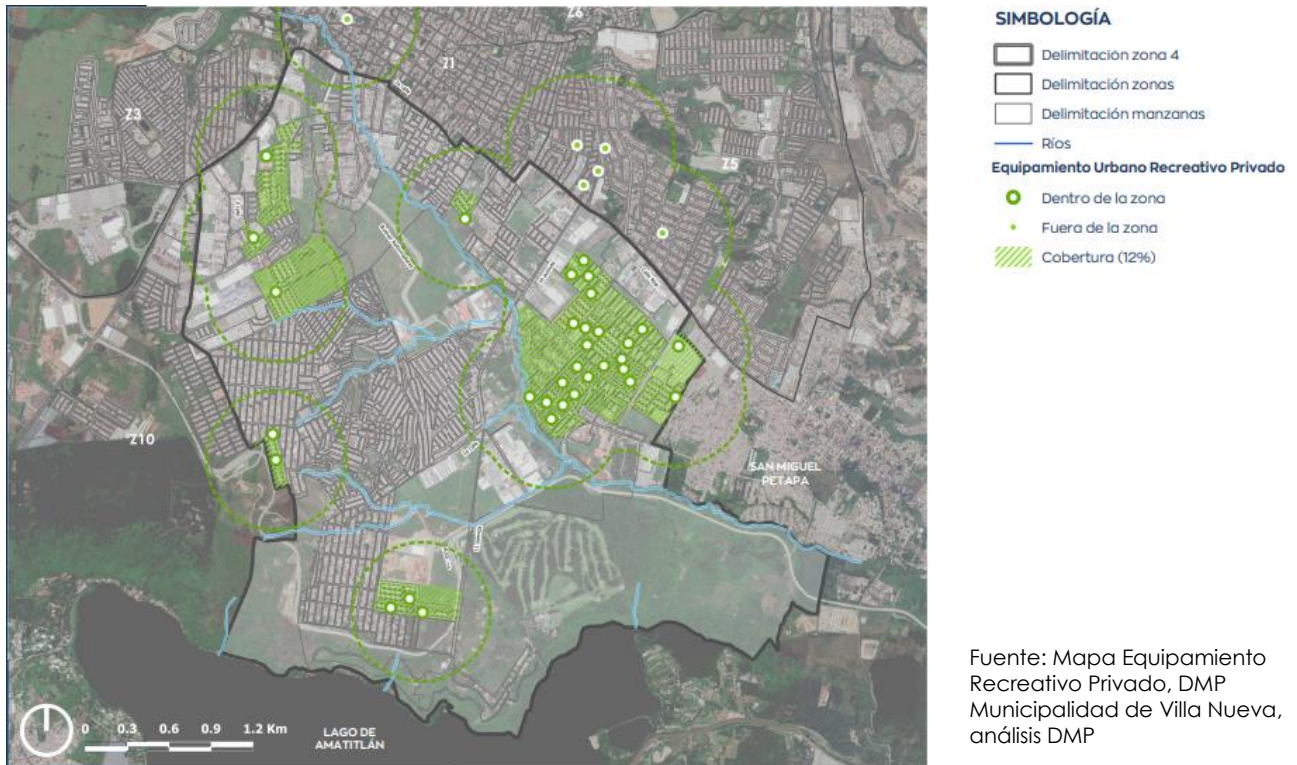 Z6
Z1
Z3
Z5
Z10
SAN MIGUEL
PETAPA
0 0.3 0.6 0.9 1.2 Km
LAGO DE
AMATITLÁN
SIMBOLOGÍA
Delimitación zona 4
Delimitación zonas
Delimitación manzanas
Ríos
Equipamiento Urbano Recreativo Privado
Dentro de la zona
Fuera de la zona
Cobertura (12%)
Fuente: Mapa Equipamiento
Recreativo Privado, DMP
Municipalidad de Villa Nueva,
análisis DMP